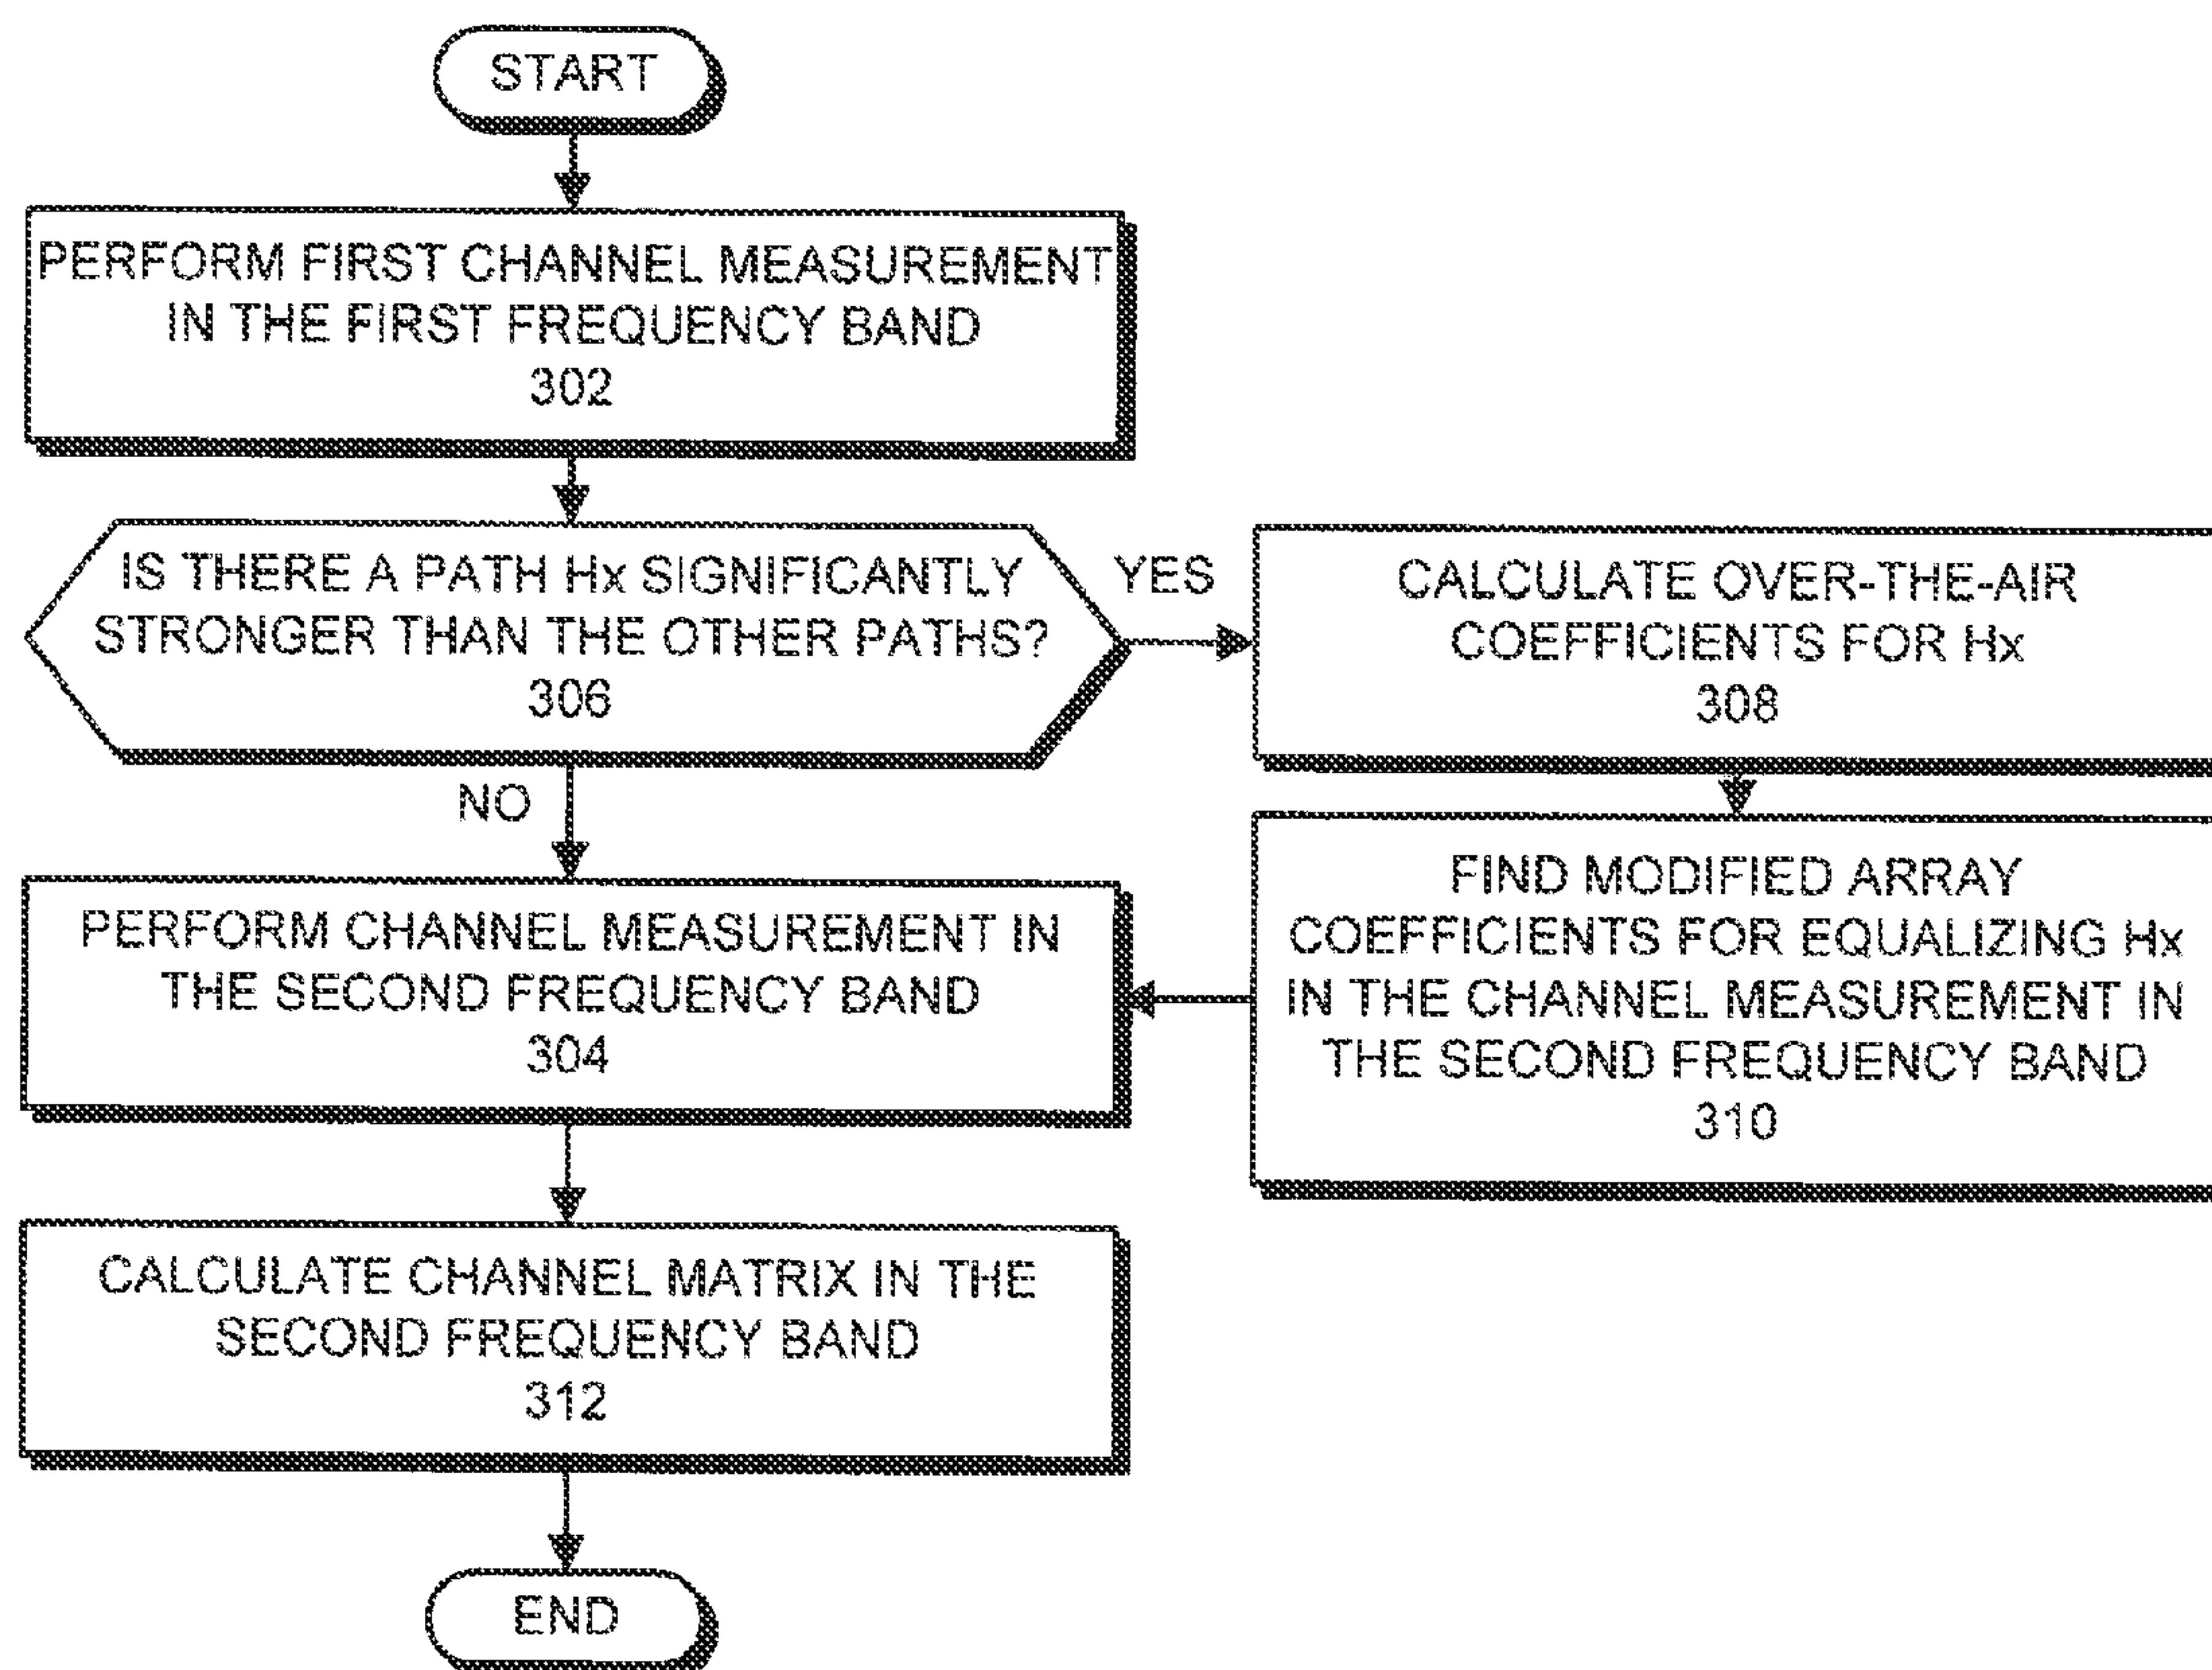 START
PERFORM FIRST CHANNEL MEASUREMENT
IN THE FIRST FREQUENCY BAND
302
IS THERE A PATH Hx SIGNIFICANTLY
STRONGER THAN THE OTHER PATHS?
306
YES
CALCULATE OVER-THE-AIR
COEFFICIENTS FOR Hx
308
NO
FIND MODIFIED ARRAY
COEFFICIENTS FOR EQUALIZING Hx
IN THE CHANNEL MEASUREMENT IN
THE SECOND FREQUENCY BAND
310
PERFORM CHANNEL MEASUREMENT IN
THE SECOND FREQUENCY BAND
304
CALCULATE CHANNEL MATRIX IN THE
SECOND FREQUENCY BAND
312
END